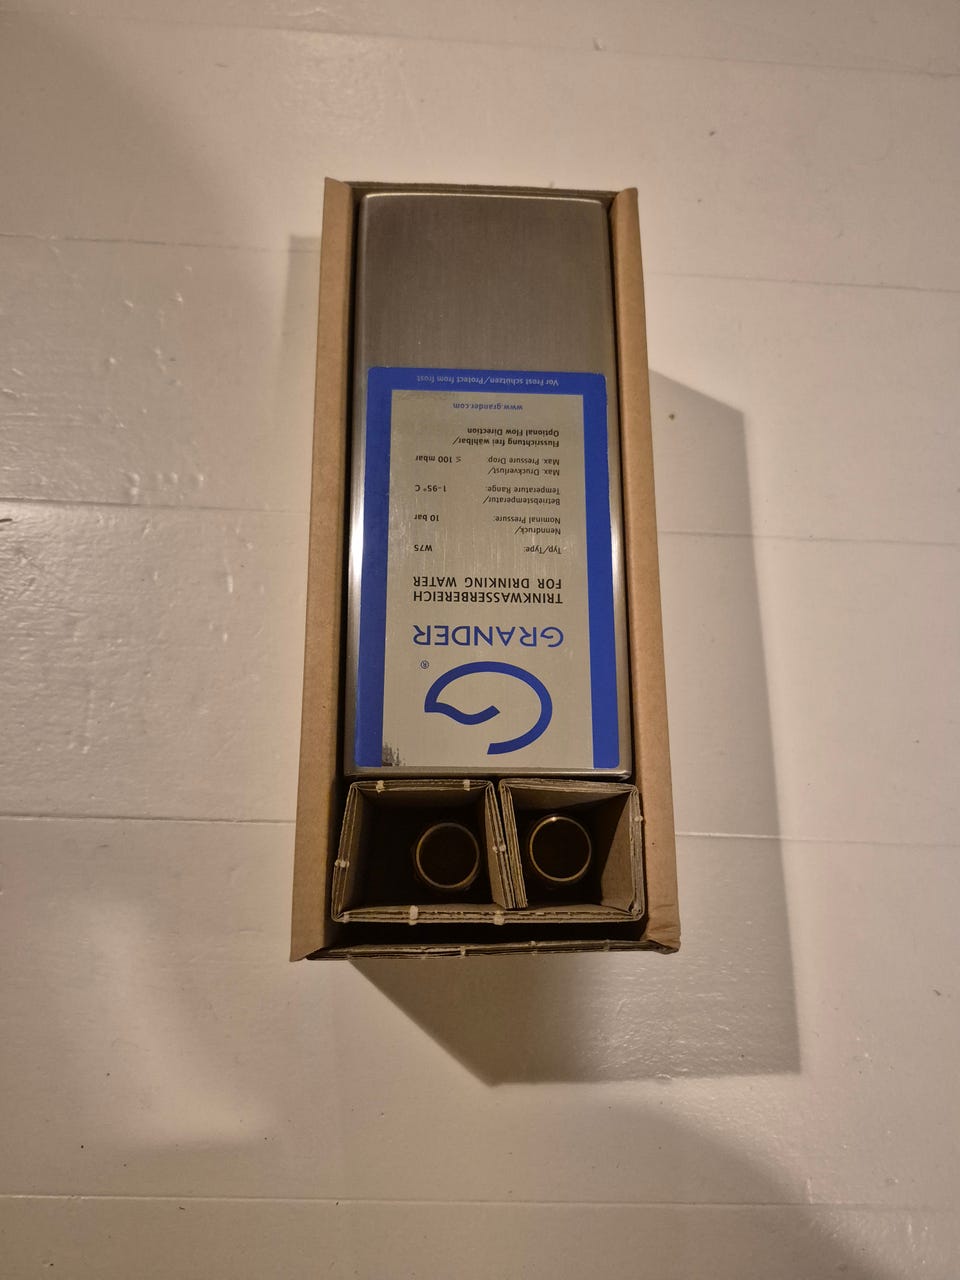 GRANDER®
TRINKWASSERBEREICH
FOR DRINKING WATER
Typ/Type: W75
Nenndruck/
Nominal Pressure: 10 bar
Betriebstemperatur/
Temperature Range: 1-95° C
Max. Druckverlust/
Max. Pressure Drop: ≤ 100 mbar
Flussrichtung frei wählbar/
Optional Flow Direction
www.grander.com
Vor Frost schützen/Protect from frost